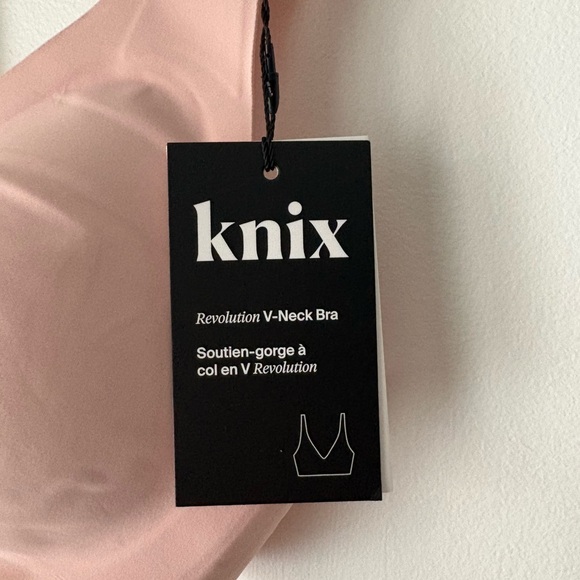 knix
Revolution V-Neck Bra
Soutien-gorge à
col en V Revolution